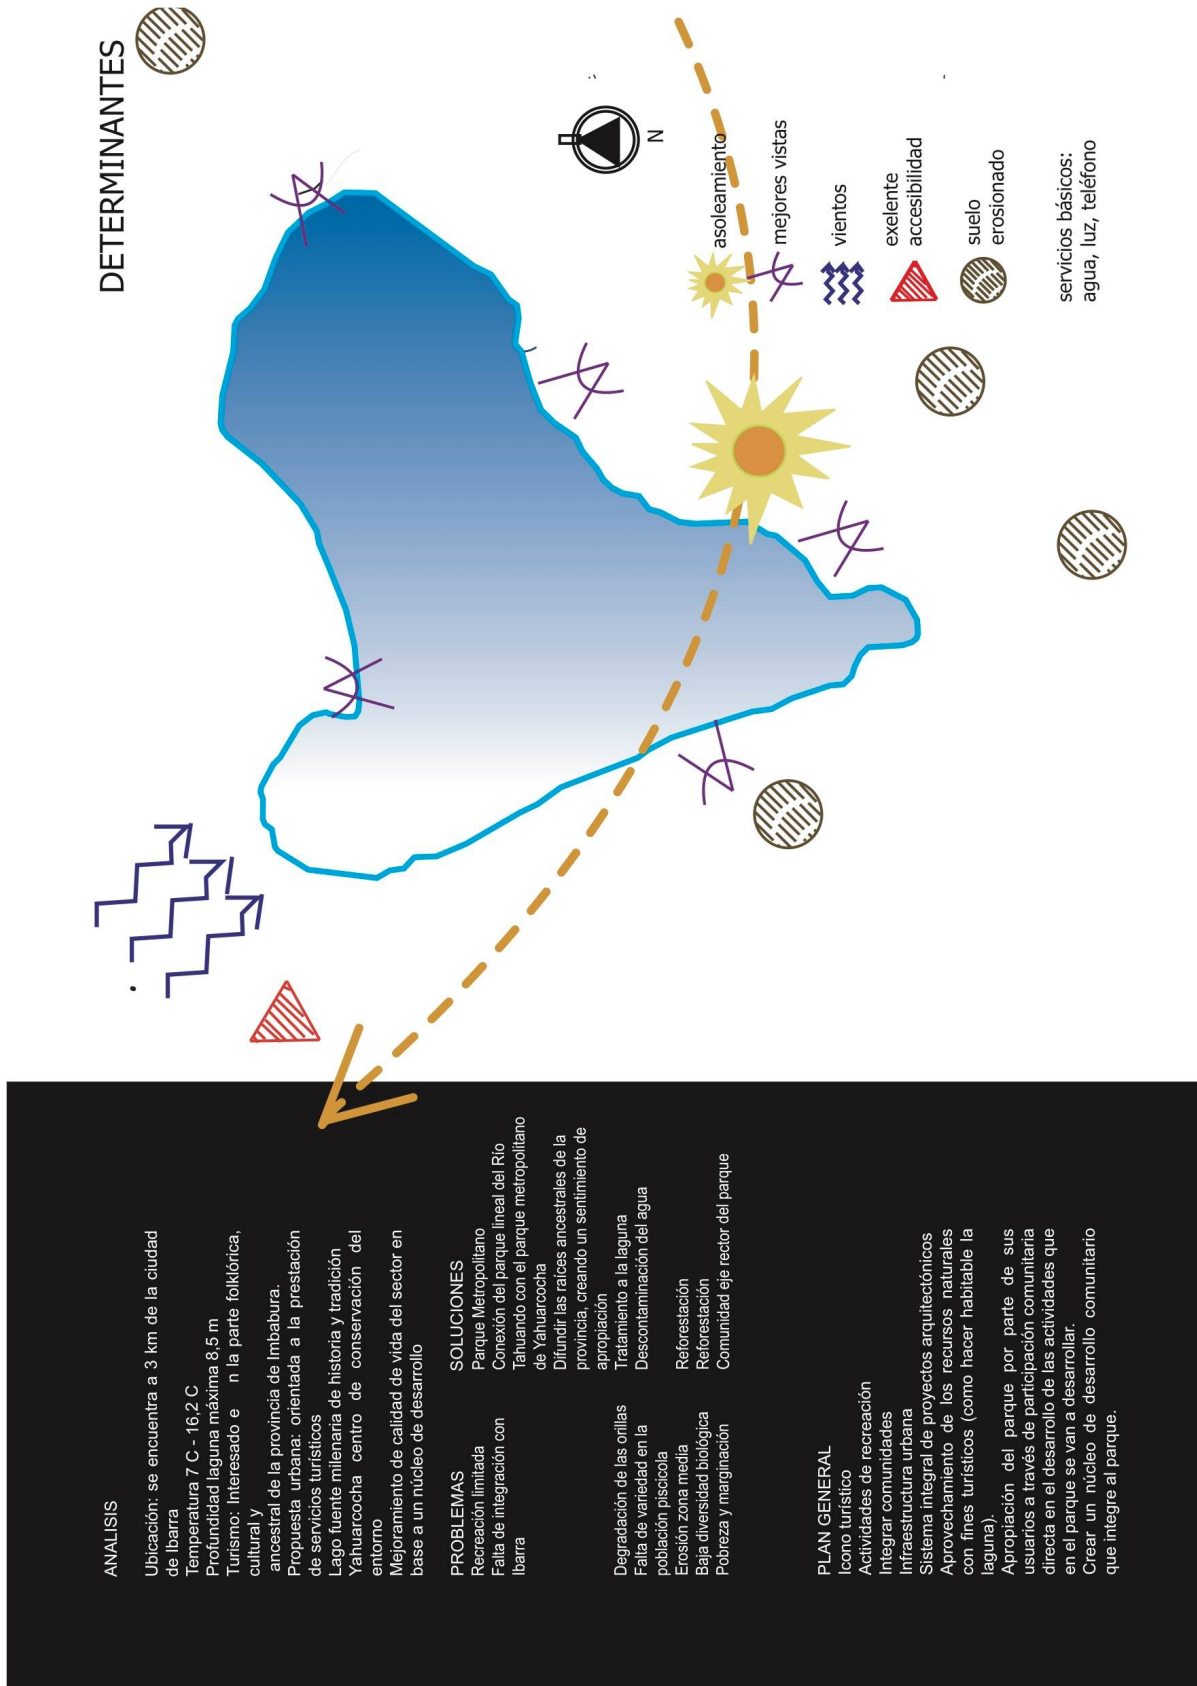 DETERMINANTES
N
asoleamiento
mejores vistas
vientos
exelente
accesibilidad
suelo
erosionado
servicios básicos:
agua, luz, teléfono
ANALISIS
Ubicación: se encuentra a 3 km de la ciudad
de Ibarra
Temperatura 7 C - 16,2 C
Profundidad laguna máxima 8,5 m
Turismo: Interesado e n la parte folklórica,
cultural y
ancestral de la provincia de Imbabura.
Propuesta urbana: orientada a la prestación
de servicios turísticos
Lago fuente milenaria de historia y tradición
Yahuarcocha centro de conservación del
entorno
Mejoramiento de calidad de vida del sector en
base a un núcleo de desarrollo
PROBLEMAS
Recreación limitada
Falta de integración con
Ibarra
Degradación de las orillas
Falta de variedad en la
población piscicola
Erosión zona media
Baja diversidad biológica
Pobreza y marginación
SOLUCIONES
Parque Metropolitano
Conexión del parque lineal del Río
Tahuando con el parque metropolitano
de Yahuarcocha
Difundir las raíces ancestrales de la
provincia, creando un sentimiento de
apropiación
Tratamiento a la laguna
Descontaminación del agua
Reforestación
Reforestación
Comunidad eje rector del parque
PLAN GENERAL
Icono turístico
Actividades de recreación
Integrar comunidades
Infraestructura urbana
Sistema integral de proyectos arquitectónicos
Aprovechamiento de los recursos naturales
con fines turísticos (como hacer habitable la
laguna).
Apropiación del parque por parte de sus
usuarios a través de participación comunitaria
directa en el desarrollo de las actividades que
en el parque se van a desarrollar.
Crear un núcleo de desarrollo comunitario
que integre al parque.